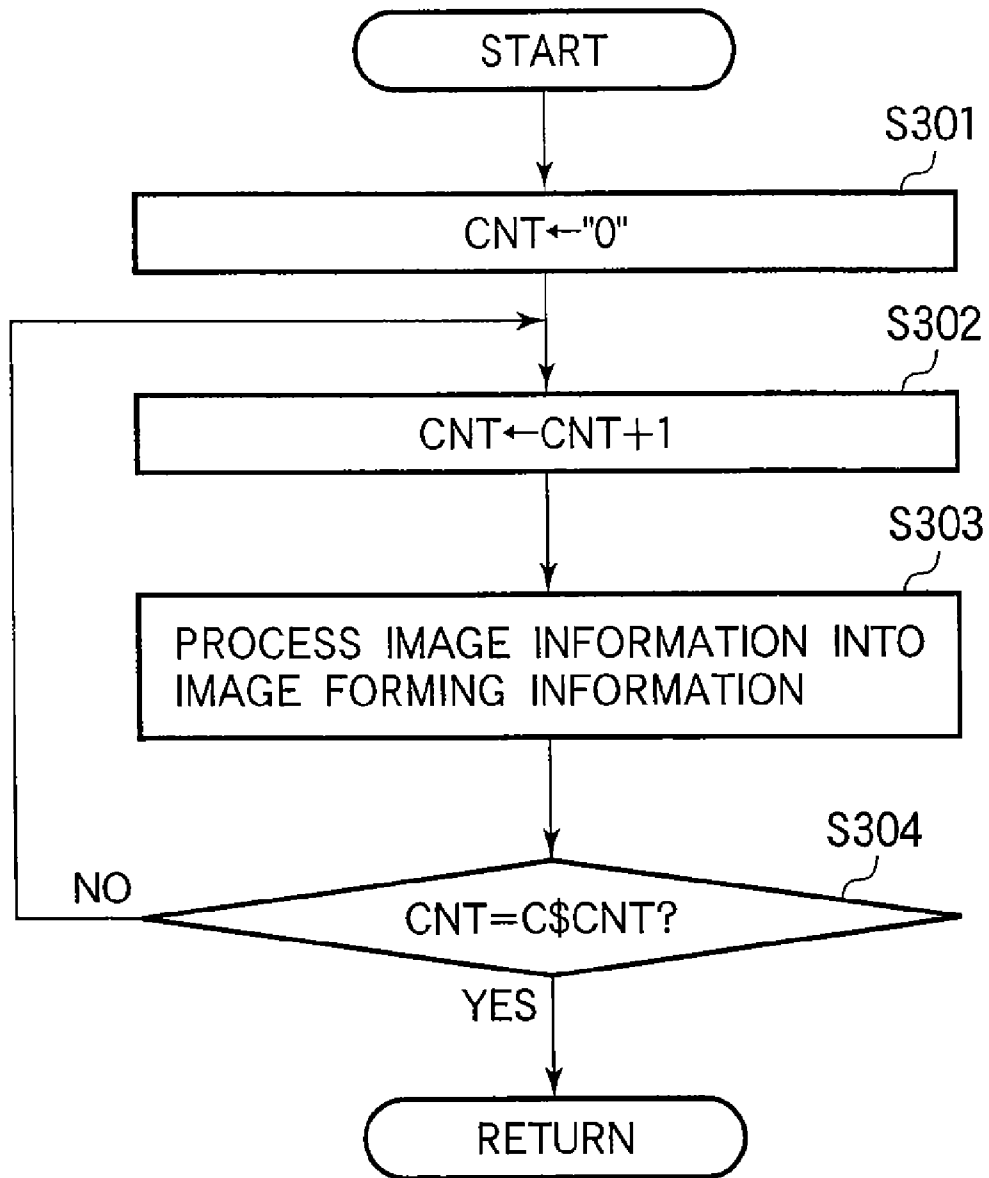 START
S301
CNT←"0"
S302
CNT←CNT+1
S303
PROCESS IMAGE INFORMATION INTO
IMAGE FORMING INFORMATION
S304
NO
CNT=C$CNT?
YES
RETURN